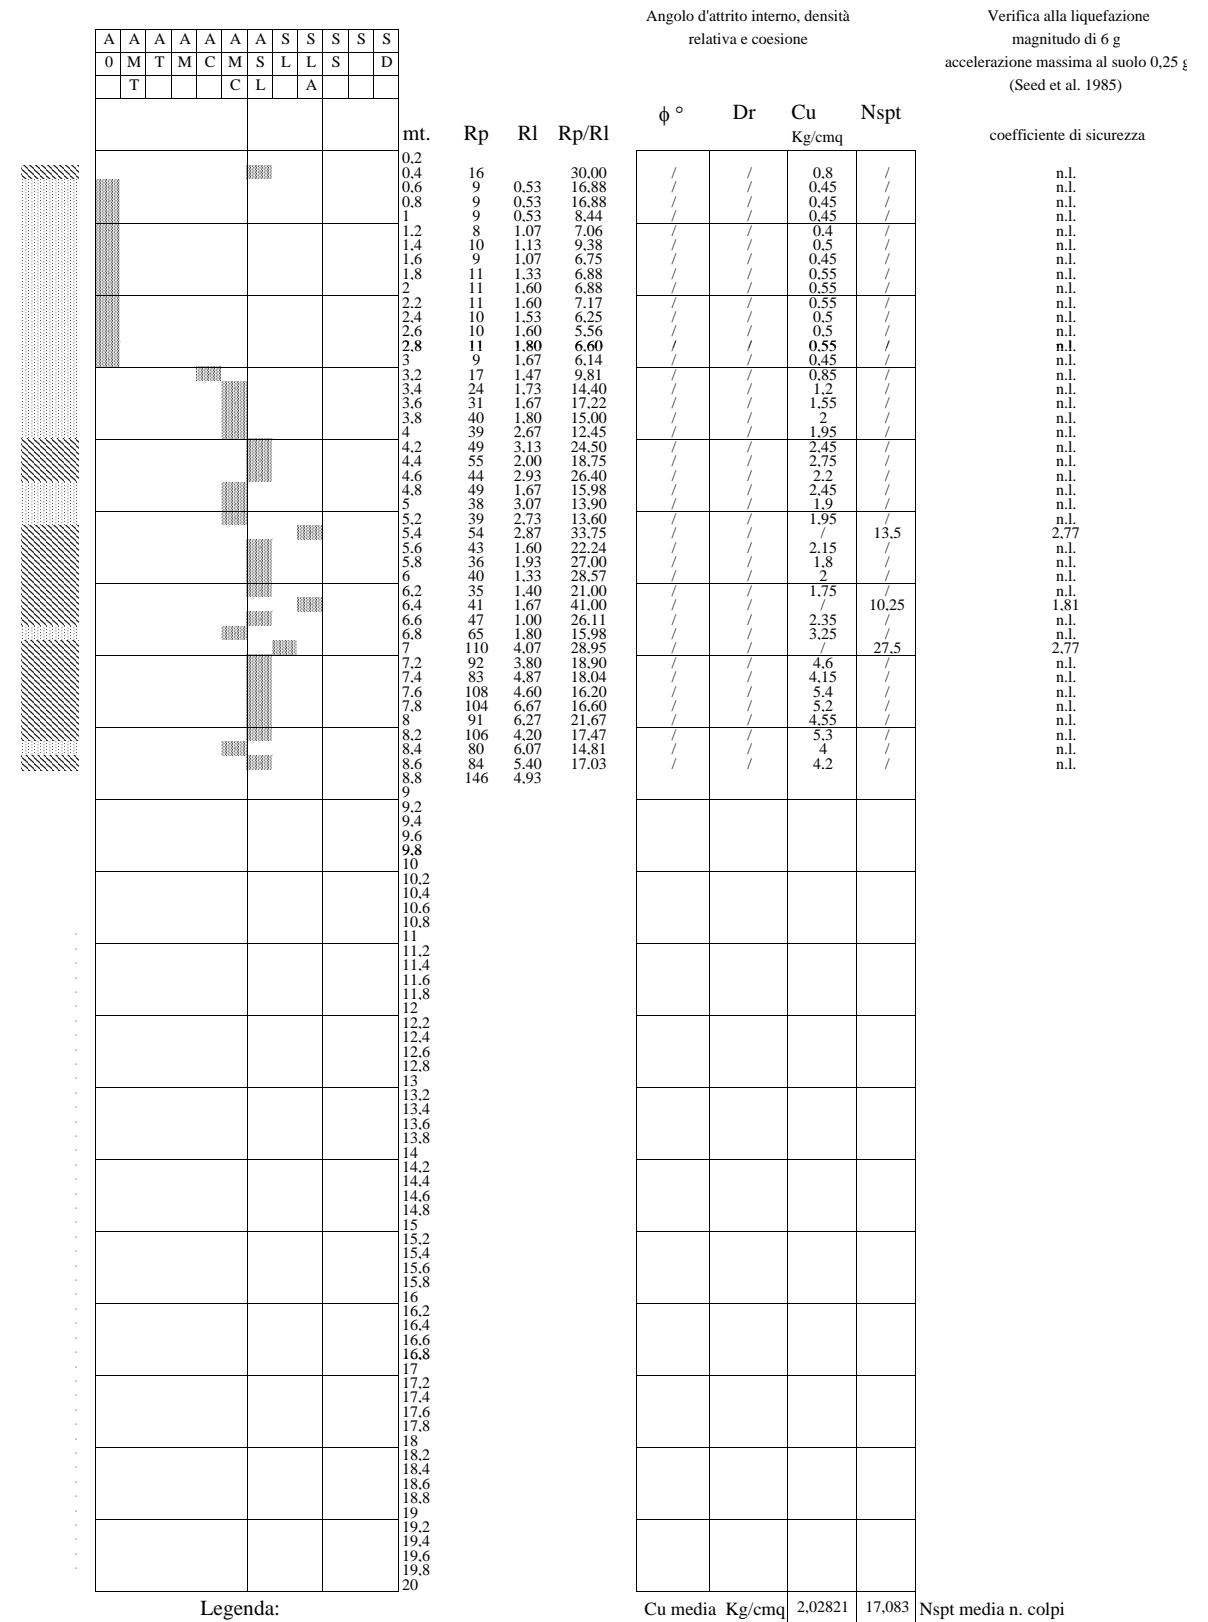 Angolo d'attrito interno, densità
relativa e coesione
Verifica alla liquefazione
magnitudo di 6 g
accelerazione massima al suolo 0,25 g
(Seed et al. 1985)
A A A A A A A S S S S S
0 M T M C M S L L S D
T C L A
mt. Rp Rl Rp/Rl ϕ ° Dr Cu Nspt
Kg/cmq coefficiente di sicurezza
0,2
0,4 16 30,00 / / 0,8 / n.l.
0,6 9 0,53 16,88 / / 0,45 / n.l.
0,8 9 0,53 16,88 / / 0,45 / n.l.
1 9 0,53 8,44 / / 0,45 / n.l.
1,2 8 1,07 7,06 / / 0,4 / n.l.
1,4 10 1,13 9,38 / / 0,5 / n.l.
1,6 9 1,07 6,75 / / 0,45 / n.l.
1,8 11 1,33 6,88 / / 0,55 / n.l.
2 11 1,60 6,88 / / 0,55 / n.l.
2,2 11 1,60 7,17 / / 0,55 / n.l.
2,4 10 1,53 6,25 / / 0,5 / n.l.
2,6 10 1,60 5,56 / / 0,5 / n.l.
2,8 11 1,80 6,60 / / 0,55 / n.l.
3 9 1,67 6,14 / / 0,45 / n.l.
3,2 17 1,47 9,81 / / 0,85 / n.l.
3,4 24 1,73 14,40 / / 1,2 / n.l.
3,6 31 1,67 17,22 / / 1,55 / n.l.
3,8 40 1,80 15,00 / / 2 / n.l.
4 39 2,67 12,45 / / 1,95 / n.l.
4,2 49 3,13 24,50 / / 2,45 / n.l.
4,4 55 2,00 18,75 / / 2,75 / n.l.
4,6 44 2,93 26,40 / / 2,2 / n.l.
4,8 49 1,67 15,98 / / 2,45 / n.l.
5 38 3,07 13,90 / / 1,9 / n.l.
5,2 39 2,73 13,60 / / 1,95 / n.l.
5,4 54 2,87 33,75 / / / 13,5 2,77
5,6 43 1,60 22,24 / / 2,15 / n.l.
5,8 36 1,93 27,00 / / 1,8 / n.l.
6 40 1,33 28,57 / / 2 / n.l.
6,2 35 1,40 21,00 / / 1,75 / n.l.
6,4 41 1,67 41,00 / / / 10,25 1,81
6,6 47 1,00 26,11 / / 2,35 / n.l.
6,8 65 1,80 15,98 / / 3,25 / n.l.
7 110 4,07 28,95 / / / 27,5 2,77
7,2 92 3,80 18,90 / / 4,6 / n.l.
7,4 83 4,87 18,04 / / 4,15 / n.l.
7,6 108 4,60 16,20 / / 5,4 / n.l.
7,8 104 6,67 16,60 / / 5,2 / n.l.
8 91 6,27 21,67 / / 4,55 / n.l.
8,2 106 4,20 17,47 / / 5,3 / n.l.
8,4 80 6,07 14,81 / / 4 / n.l.
8,6 84 5,40 17,03 / / 4,2 / n.l.
8,8 146 4,93
9
9,2
9,4
9,6
9,8
10
10,2
10,4
10,6
10,8
11
11,2
11,4
11,6
11,8
12
12,2
12,4
12,6
12,8
13
13,2
13,4
13,6
13,8
14
14,2
14,4
14,6
14,8
15
15,2
15,4
15,6
15,8
16
16,2
16,4
16,6
16,8
17
17,2
17,4
17,6
17,8
18
18,2
18,4
18,6
18,8
19
19,2
19,4
19,6
19,8
20
Legenda: Cu media Kg/cmq 2,02821 17,083 Nspt media n. colpi